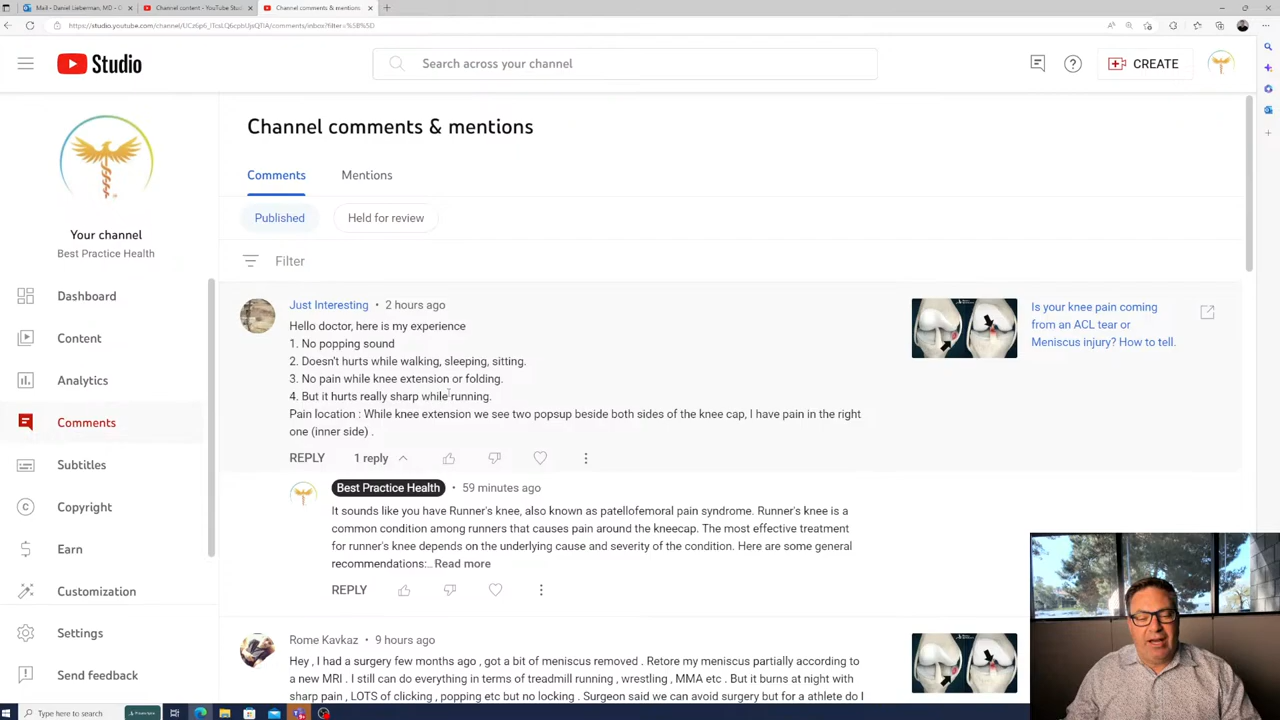 Mail - Daniel Lieberman, MD - O
Channel content - YouTube Stu
Channel comments & mentions
Studio
Search across your channel
CREATE
Your channel
Best Practice Health
Dashboard
Content
Analytics
Comments
Subtitles
Copyright
Earn
Customization
Settings
Send feedback
Channel comments & mentions
Comments Mentions
Published Held for review
Filter
Just Interesting • 2 hours ago
Hello doctor, here is my experience
1. No popping sound
2. Doesn't hurts while walking, sleeping, sitting.
3. No pain while knee extension or folding.
4. But it hurts really sharp while running.
Pain location : While knee extension we see two popsup beside both sides of the knee cap, I have pain in the right
one (inner side) .
REPLY 1 reply
Is your knee pain coming
from an ACL tear or
Meniscus injury? How to tell.
Best Practice Health • 59 minutes ago
It sounds like you have Runner's knee, also known as patellofemoral pain syndrome. Runner's knee is a
common condition among runners that causes pain around the kneecap. The most effective treatment
for runner's knee depends on the underlying cause and severity of the condition. Here are some general
recommendations:... Read more
REPLY
Rome Kavkaz • 9 hours ago
Hey , I had a surgery few months ago , got a bit of meniscus removed . Retore my meniscus partially according to
a new MRI . I still can do everything in terms of treadmill running , wrestling , MMA etc . But it burns at night with
sharp pain , LOTS of clicking , popping etc but no locking . Surgeon said we can avoid surgery but for a athlete do I
Type here to search